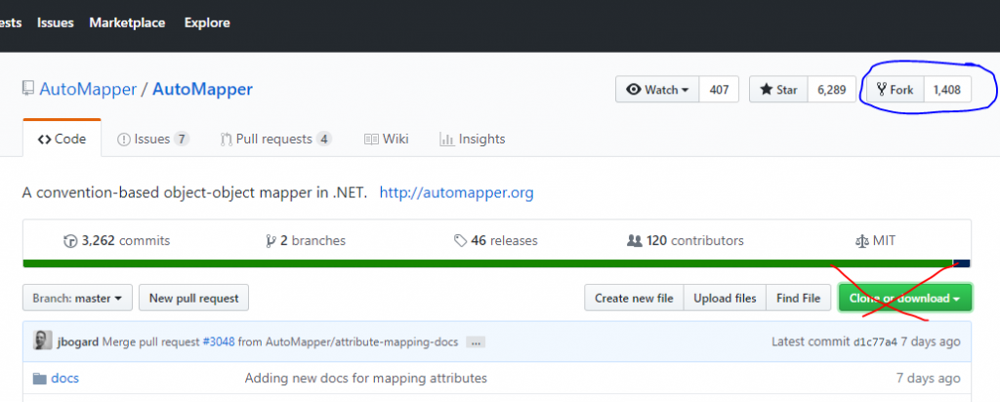 ests Issues Marketplace Explore
AutoMapper / AutoMapper Watch 407 Star 6,289 Fork 1,408
Code Issues 7 Pull requests 4 Wiki Insights
A convention-based object-object mapper in .NET. http://automapper.org
3,262 commits 2 branches 46 releases 120 contributors MIT
Branch: master New pull request Create new file Upload files Find File Clone or download
jbogard Merge pull request #3048 from AutoMapper/attribute-mapping-docs ... Latest commit d1c77a4 7 days ago
docs Adding new docs for mapping attributes 7 days ago